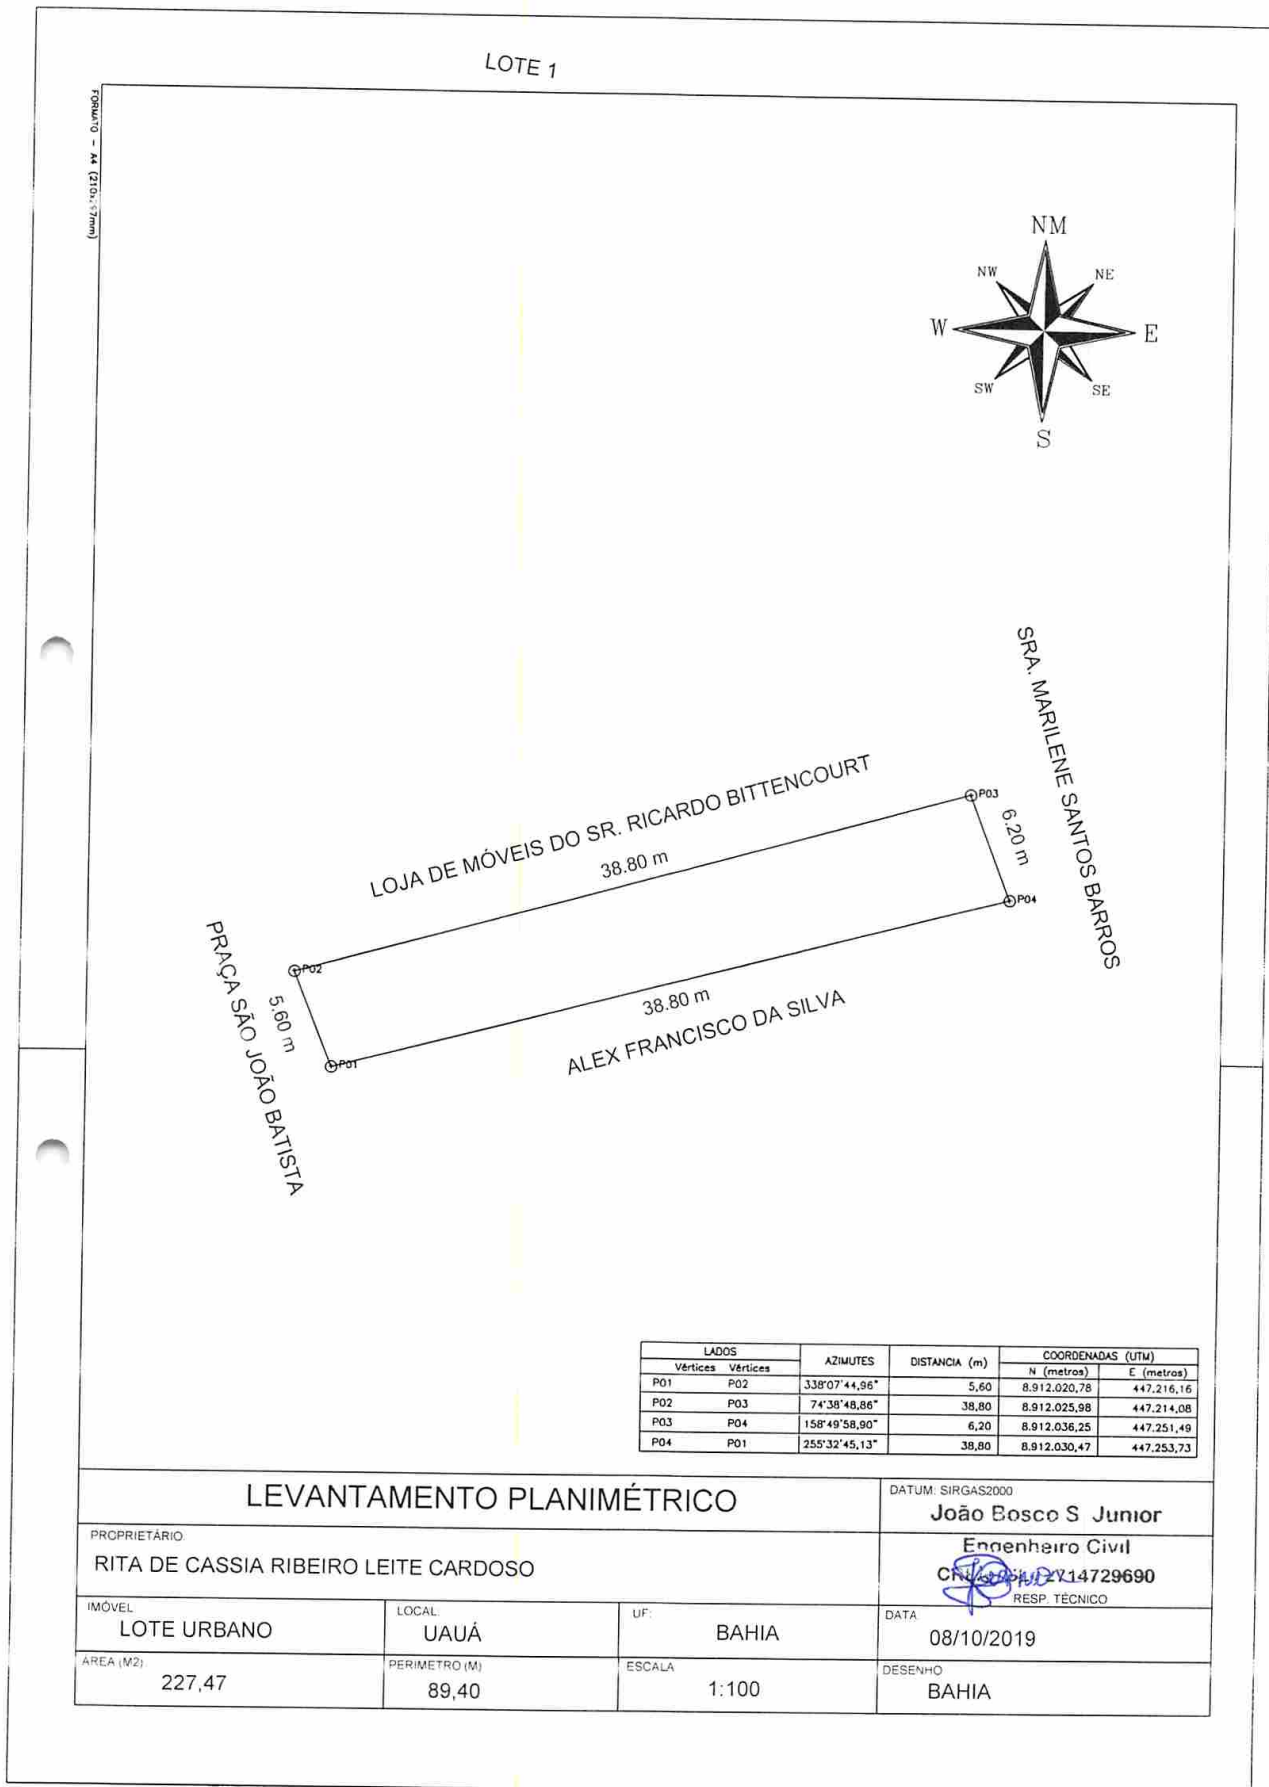 LOTE 1
FORMATO - A4
NM
NW NE
W E
SW SE
S
SRA. MARILENE SANTOS BARROS
LOJA DE MÓVEIS DO SR. RICARDO BITTENCOURT
38.80 m
P03
6.20 m
P04
PRAÇA SÃO JOÃO BATISTA
P02
5.60 m
P01
38.80 m
ALEX FRANCISCO DA SILVA
LADOS AZIMUTES DISTANCIA (m) COORDENADAS (UTM)
Vértices Vértices N (metros) E (metros)
P01 P02 338°07'44,96" 5,60 8.912.020,78 447.216,16
P02 P03 74°38'48,86" 38,80 8.912.025,98 447.214,08
P03 P04 158°49'58,90" 6,20 8.912.036,25 447.251,49
P04 P01 255°32'45,13" 38,80 8.912.030,47 447.253,73
LEVANTAMENTO PLANIMÉTRICO
DATUM: SIRGAS2000
João Bosco S Junior
Engenheiro Civil
RESP. TÉCNICO
PROPRIETÁRIO
RITA DE CASSIA RIBEIRO LEITE CARDOSO
IMÓVEL
LOTE URBANO
LOCAL
UAUÁ
UF:
BAHIA
DATA
08/10/2019
ÁREA (M2)
227,47
PERIMETRO (M)
89,40
ESCALA
1:100
DESENHO
BAHIA